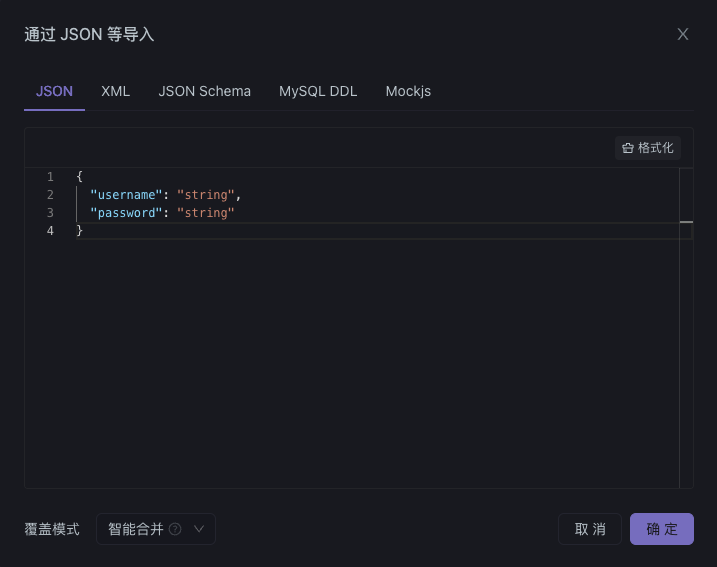 通过 JSON 等导入
JSON XML JSON Schema MySQL DDL Mockjs
格式化
1 {
2 "username": "string",
3 "password": "string"
4 }
覆盖模式 智能合并 ? 取 消 确 定